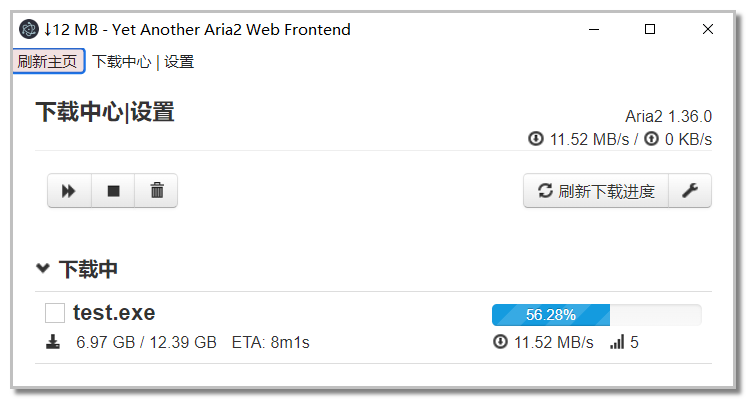 ↓12 MB - Yet Another Aria2 Web Frontend
刷新主页 下载中心 | 设置
下载中心|设置
Aria2 1.36.0
11.52 MB/s / 0 KB/s
刷新下载进度
下载中
test.exe
56.28%
6.97 GB / 12.39 GB ETA: 8m1s
11.52 MB/s 5